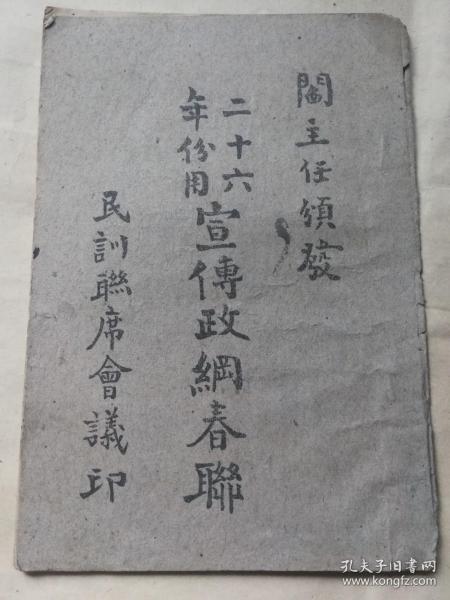 閻主任頒發
二十六年份用
宣傳政綱春聯
民訓聯席會議印
孔夫子旧书网
www.kongfz.com